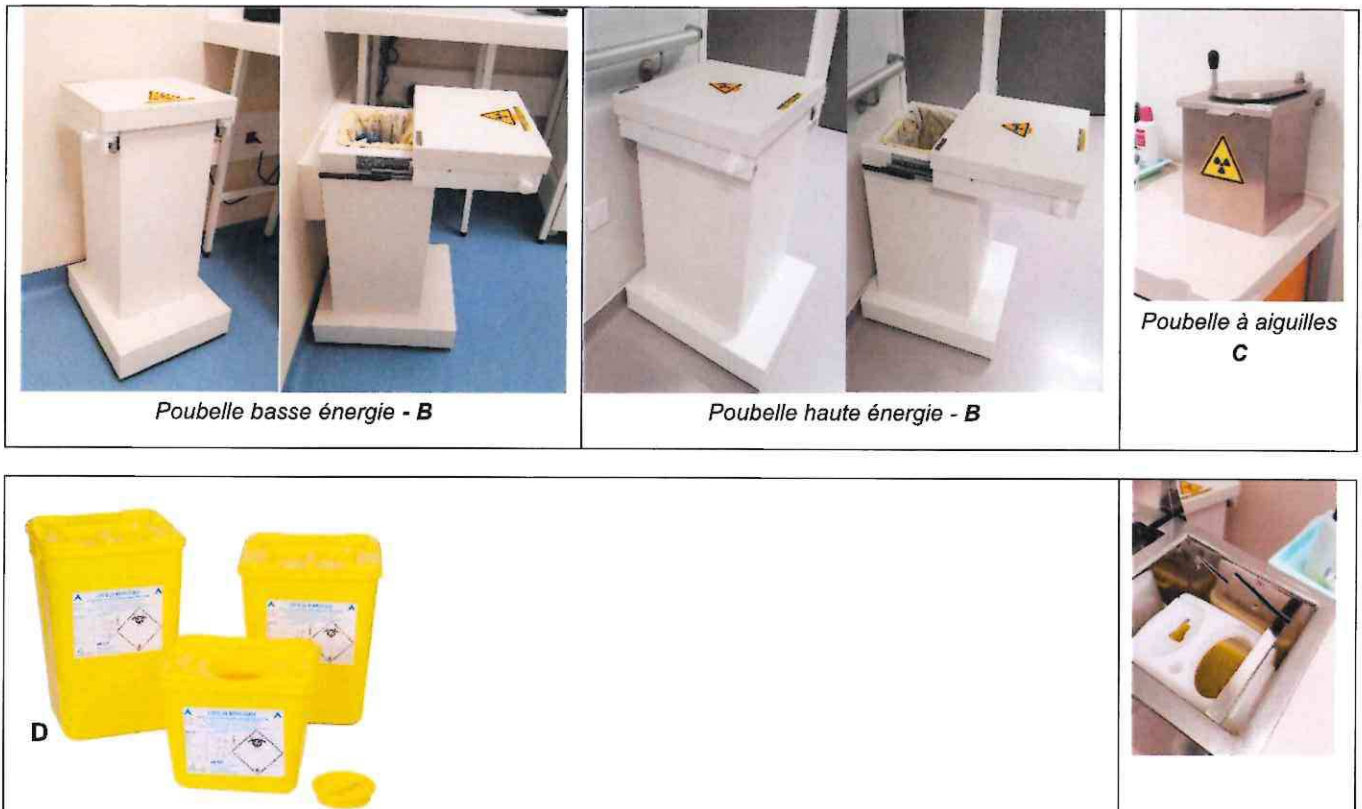 Poubelle basse énergie - B
Poubelle haute énergie - B
Poubelle à aiguilles
C
D